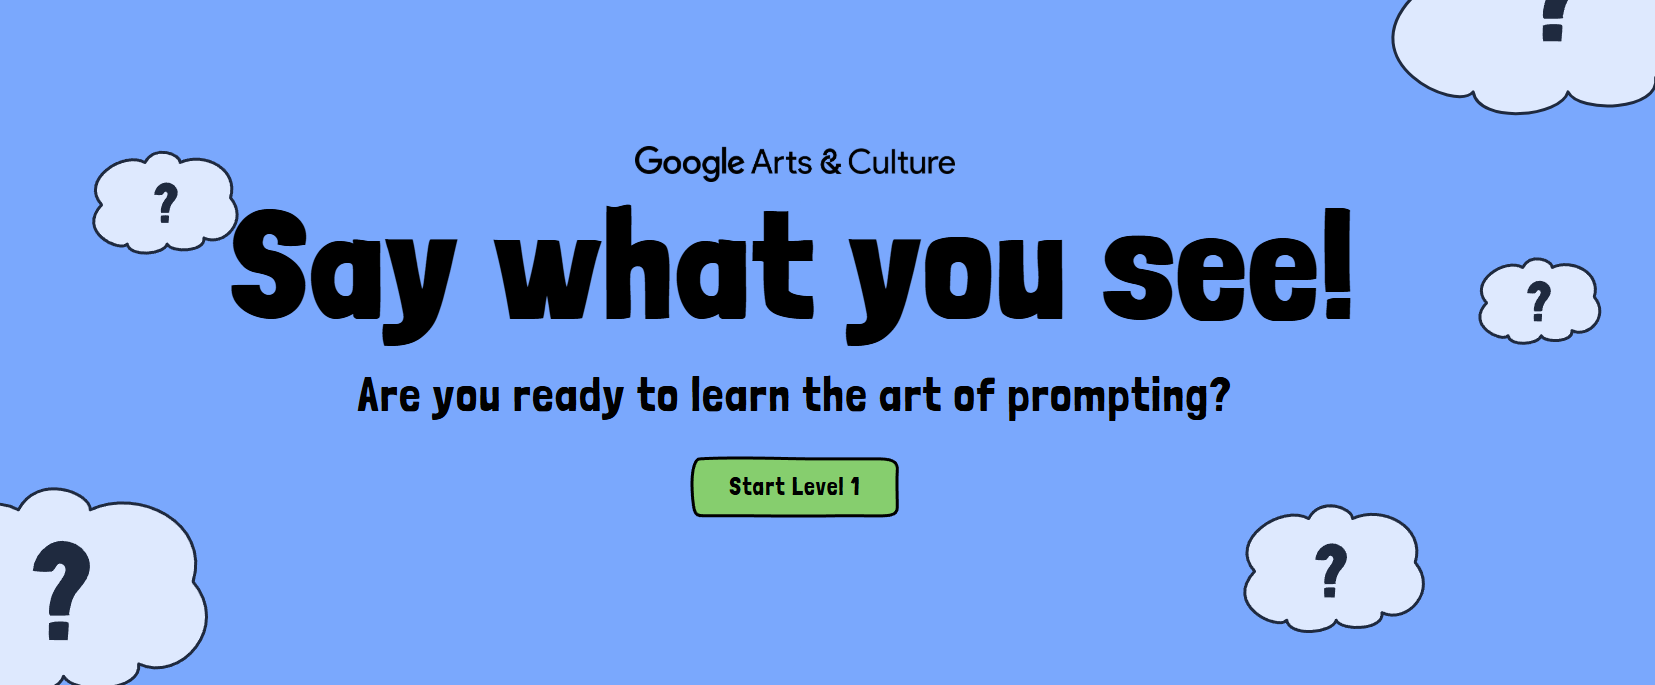 ?
Google Arts & Culture
?
Say what you see!
?
Are you ready to learn the art of prompting?
Start Level 1
?
?